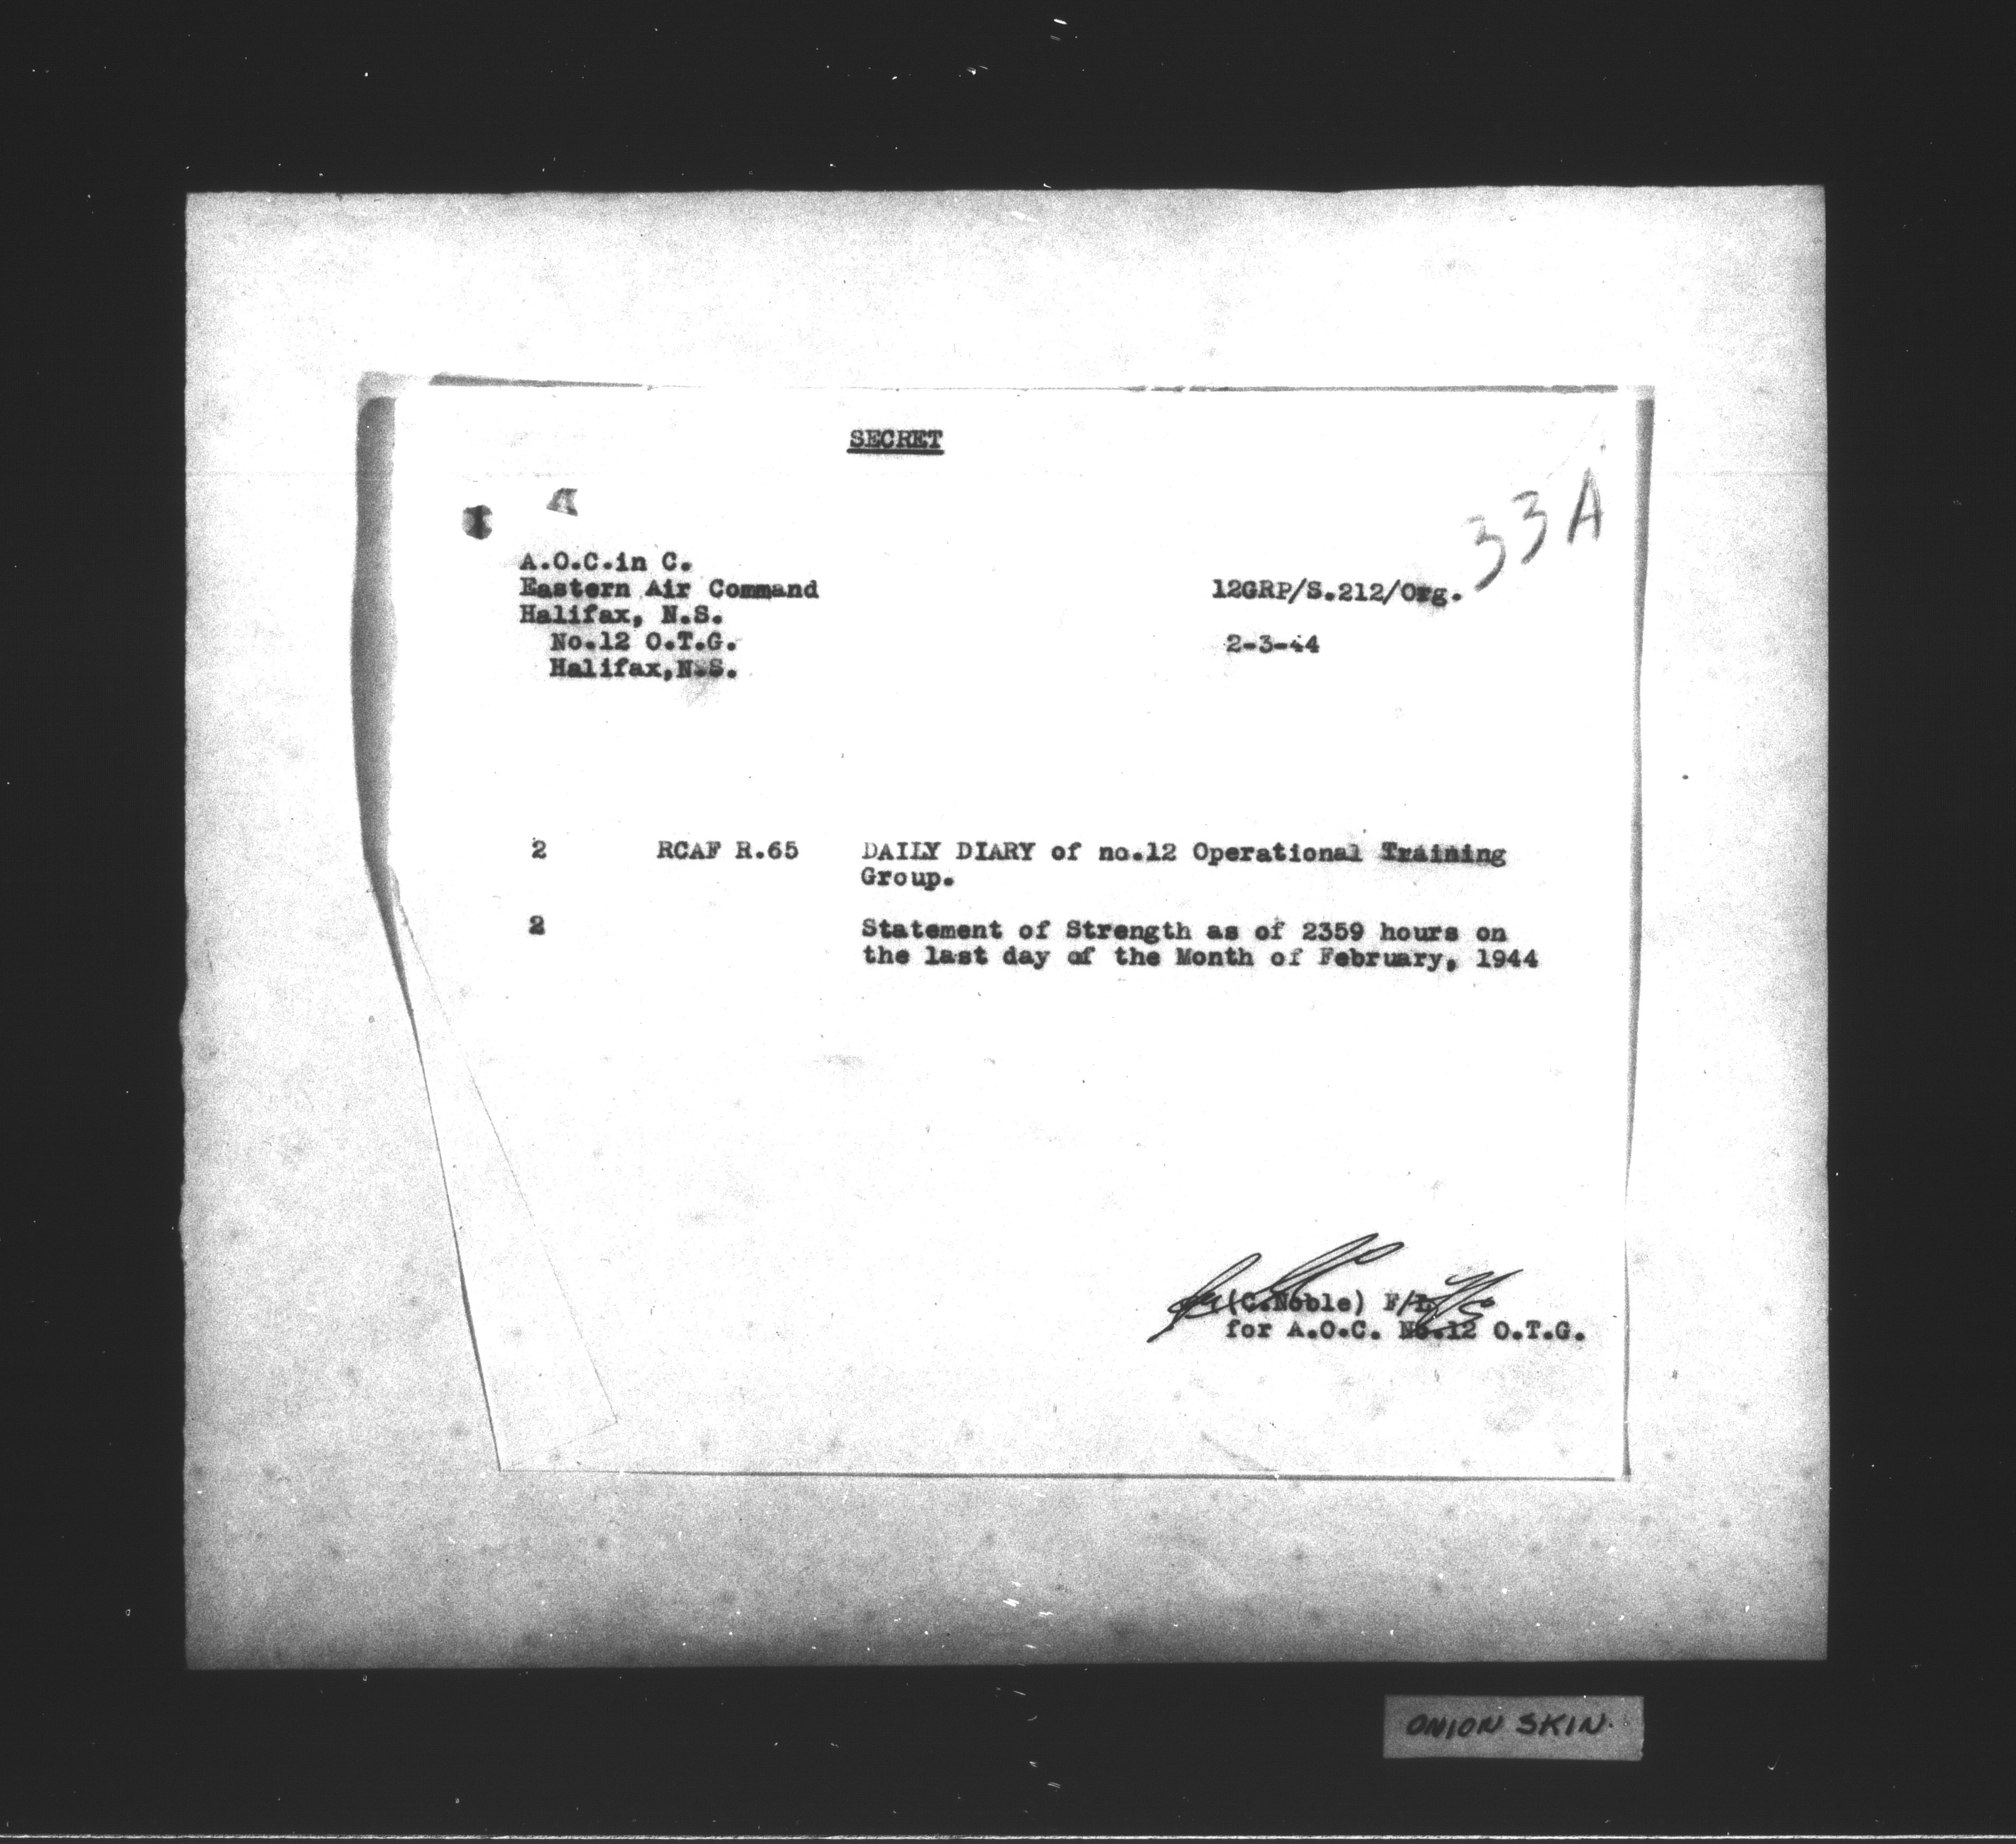 SECRET
33A
A.O.C.in C.
Eastern Air Command
Halifax, N.S.
No.12 O.T.G.
Halifax,N.S.
12GRP/S.212/Org.
2-3-44
2 RCAF R.65 DAILY DIARY of no.12 Operational Training
Group.
2 Statement of Strength as of 2359 hours on
the last day of the Month of February, 1944
(C.Noble) F/L
for A.O.C. No.12 O.T.G.
ONION SKIN.